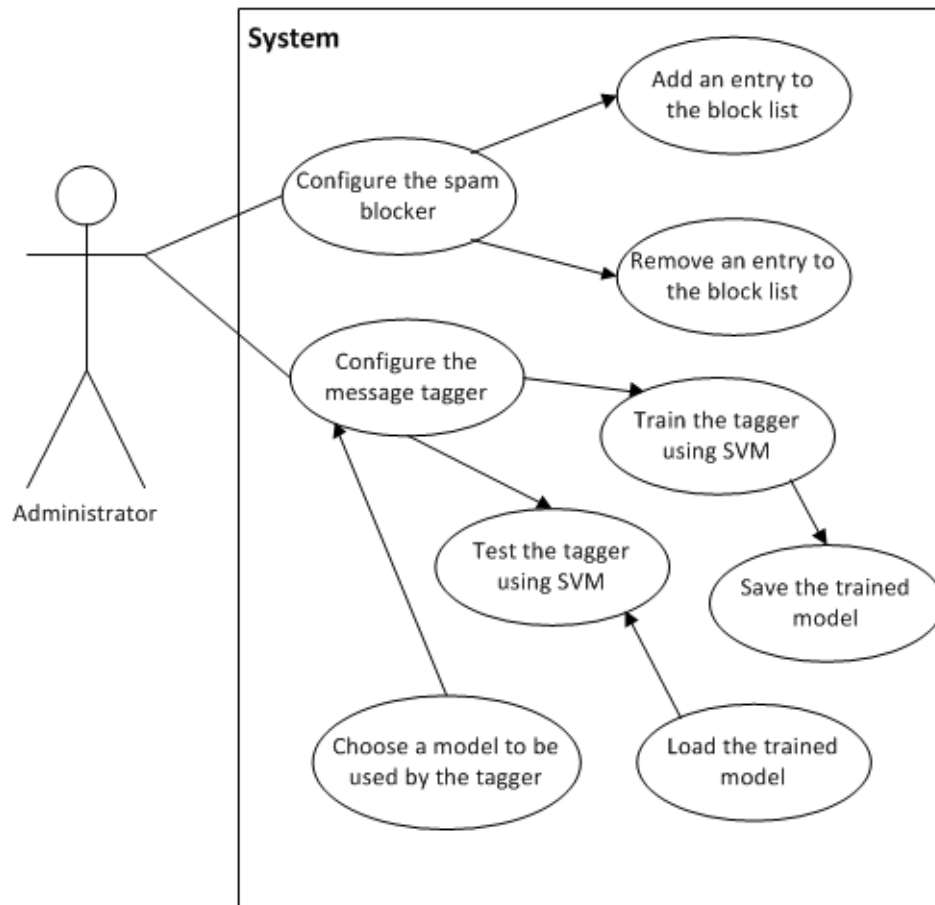 System
Add an entry to
the block list
Configure the spam
blocker
Remove an entry to
the block list
Configure the
message tagger
Train the tagger
using SVM
Administrator
Test the tagger
using SVM
Save the trained
model
Choose a model to be
used by the tagger
Load the trained
model